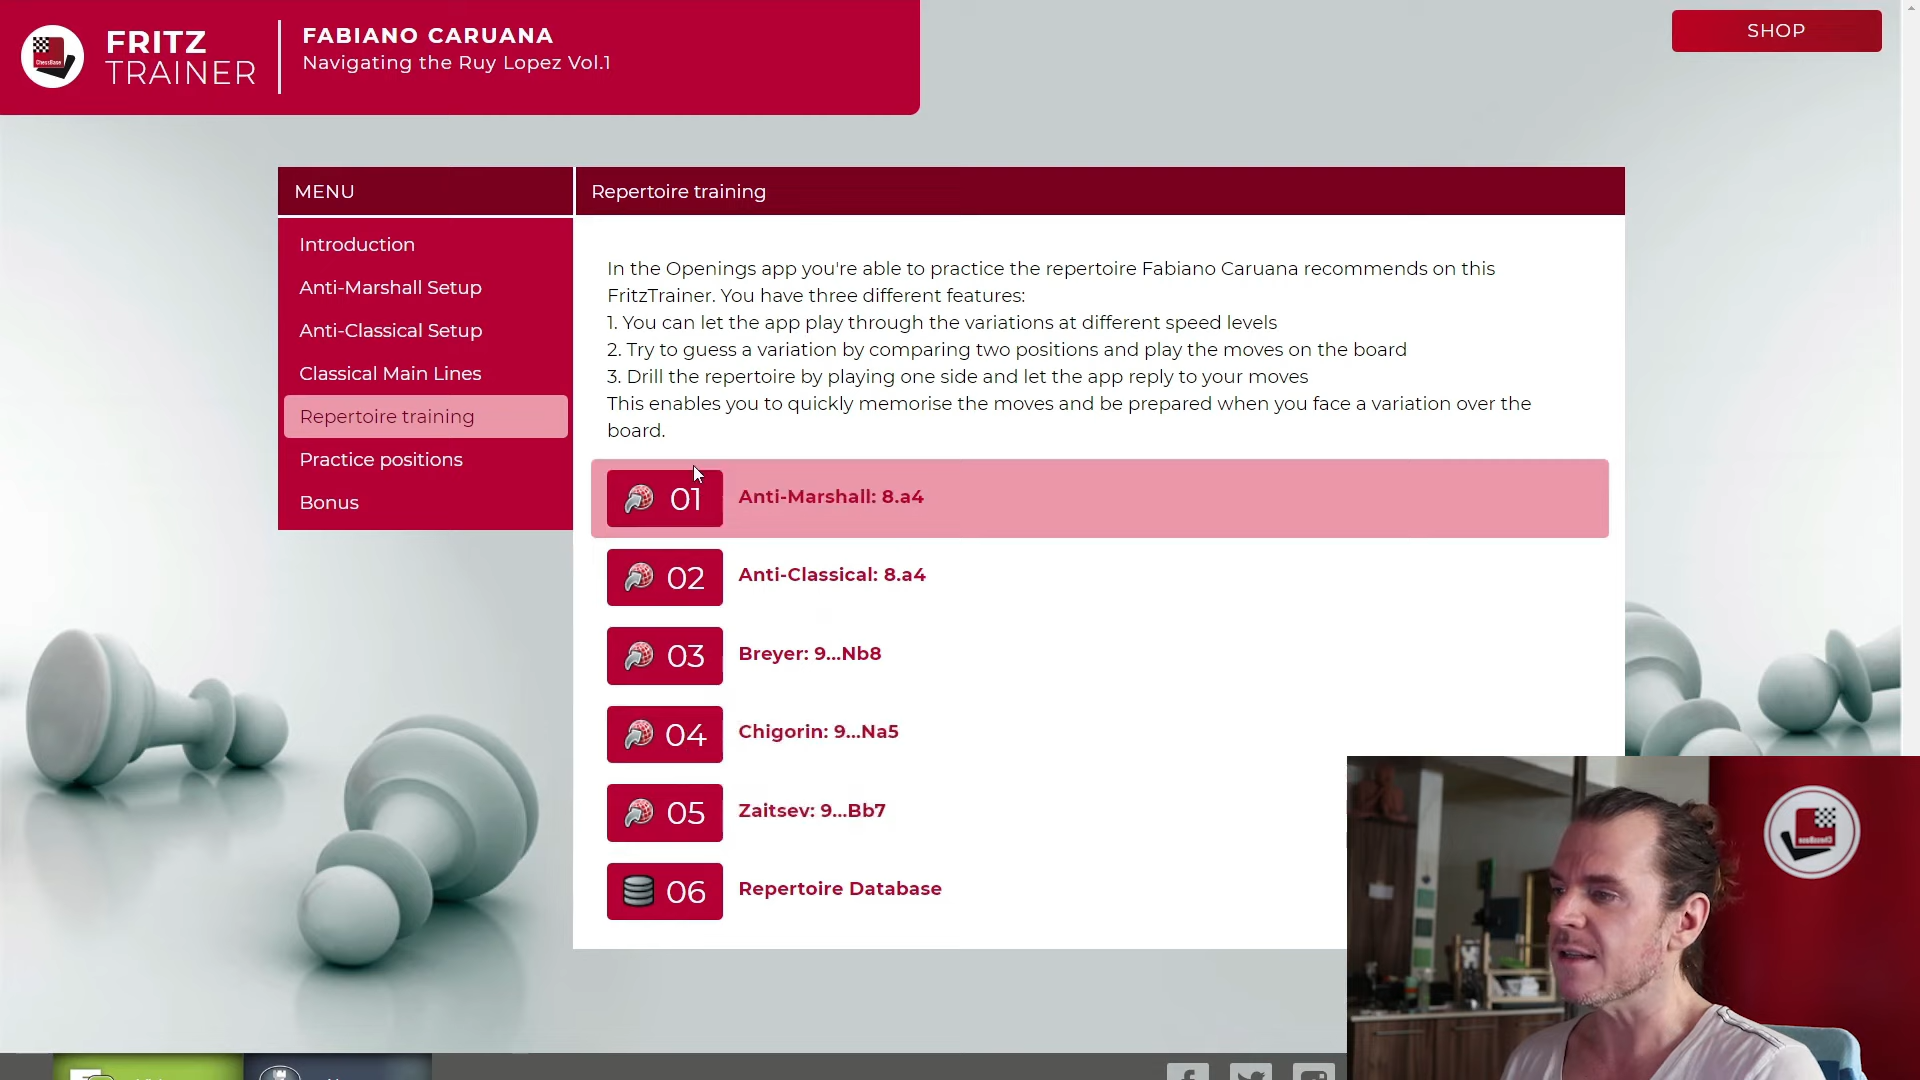 FRITZ
TRAINER
FABIANO CARUANA
Navigating the Ruy Lopez Vol.1
SHOP
MENU
Introduction
Anti-Marshall Setup
Anti-Classical Setup
Classical Main Lines
Repertoire training
Practice positions
Bonus
Repertoire training
In the Openings app you're able to practice the repertoire Fabiano Caruana recommends on this
FritzTrainer. You have three different features:
1. You can let the app play through the variations at different speed levels
2. Try to guess a variation by comparing two positions and play the moves on the board
3. Drill the repertoire by playing one side and let the app reply to your moves
This enables you to quickly memorise the moves and be prepared when you face a variation over the
board.
01 Anti-Marshall: 8.a4
02 Anti-Classical: 8.a4
03 Breyer: 9...Nb8
04 Chigorin: 9...Na5
05 Zaitsev: 9...Bb7
06 Repertoire Database